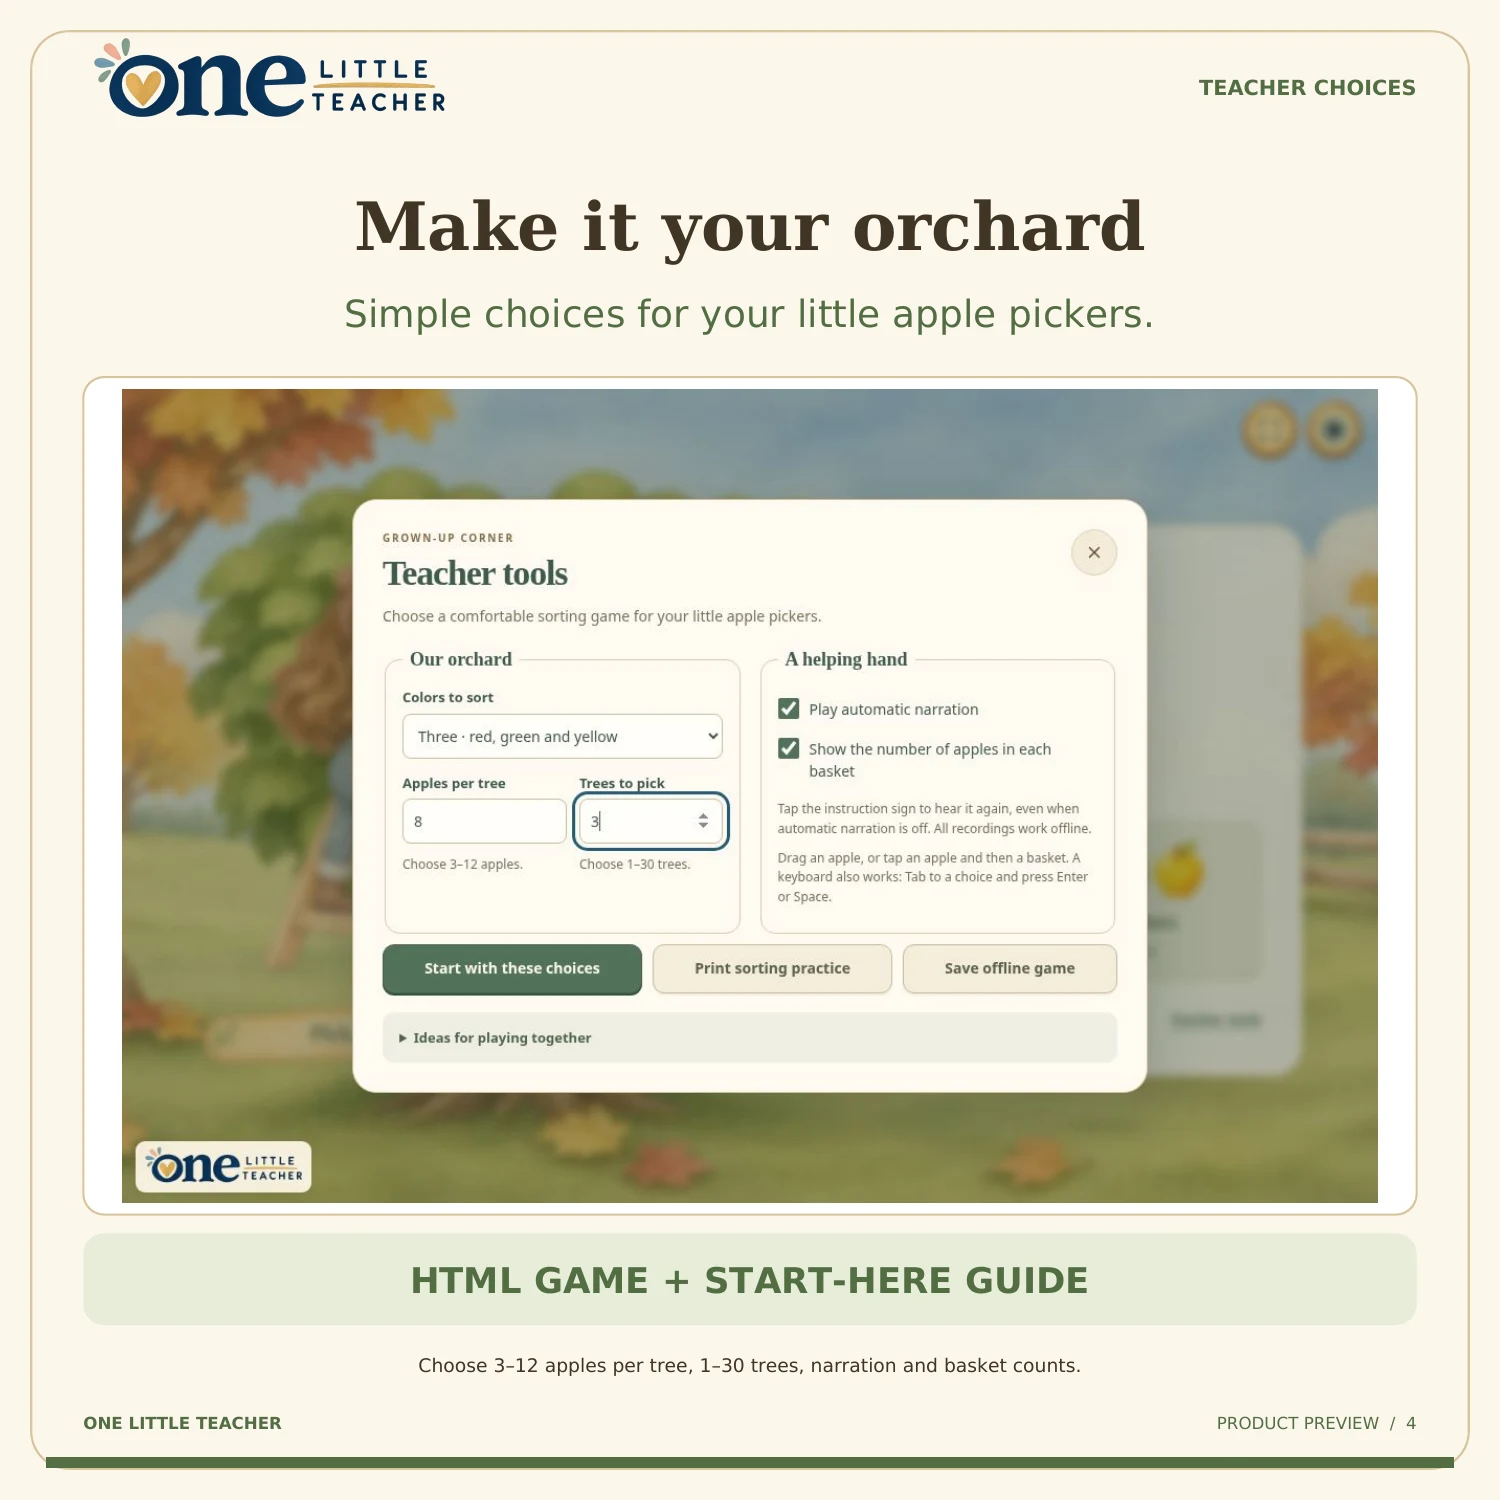 one LITTLE TEACHER
TEACHER CHOICES
Make it your orchard
Simple choices for your little apple pickers.
GROWN-UP CORNER
Teacher tools
Choose a comfortable sorting game for your little apple pickers.
Our orchard
Colors to sort
Three · red, green and yellow
Apples per tree
Trees to pick
8
3
Choose 3–12 apples.
Choose 1–30 trees.
A helping hand
Play automatic narration
Show the number of apples in each
basket
Tap the instruction sign to hear it again, even when
automatic narration is off. All recordings work offline.
Drag an apple, or tap an apple and then a basket. A
keyboard also works: Tab to a choice and press Enter
or Space.
Start with these choices
Print sorting practice
Save offline game
Ideas for playing together
one LITTLE TEACHER
HTML GAME + START-HERE GUIDE
Choose 3–12 apples per tree, 1–30 trees, narration and basket counts.
ONE LITTLE TEACHER
PRODUCT PREVIEW / 4